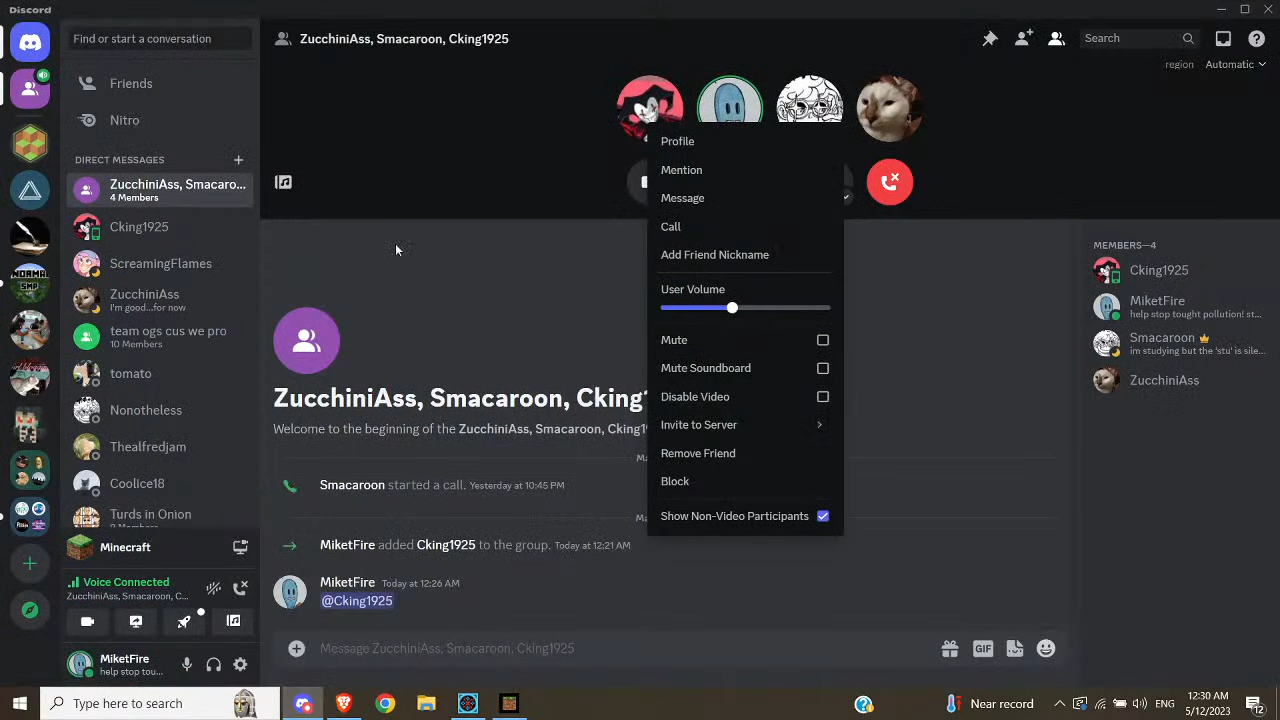 Discord
Find or start a conversation
Friends
Nitro
DIRECT MESSAGES
ZucchiniAss, Smacaro...
4 Members
Cking1925
ScreamingFlames
ZucchiniAss
I'm good...for now
team ogs cus we pro
10 Members
tomato
Nonotheless
Thealfredjam
Coolice18
Turds in Onion
Minecraft
Voice Connected
ZucchiniAss, Smacaroon, C...
MiketFire
help stop tou...
ZucchiniAss, Smacaroon, Cking1925
Search
region
Automatic
Profile
Mention
Message
Call
Add Friend Nickname
User Volume
Mute
Mute Soundboard
Disable Video
Invite to Server
Remove Friend
Block
Show Non-Video Participants
ZucchiniAss, Smacaroon, Cking1
Welcome to the beginning of the ZucchiniAss, Smacaroon, Cking1
Smacaroon started a call. Yesterday at 10:45 PM
MiketFire added Cking1925 to the group. Today at 12:21 AM
MiketFire Today at 12:26 AM
@Cking1925
Message ZucchiniAss, Smacaroon, Cking1925
GIF
MEMBERS—4
Cking1925
MiketFire
help stop tought pollution! st...
Smacaroon
im studying but the 'stu' is sile...
ZucchiniAss
Type here to search
Near record
12:30 AM
5/12/2023
12